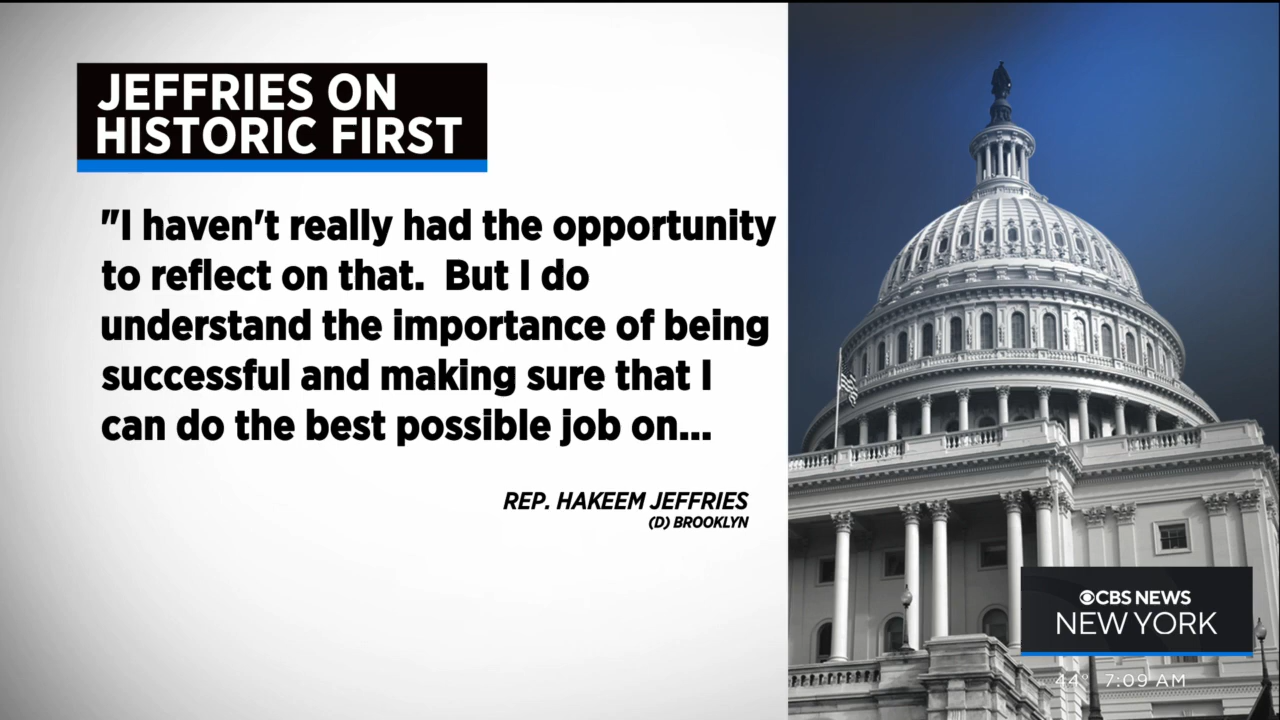 JEFFRIES ON
HISTORIC FIRST
"I haven't really had the opportunity
to reflect on that.  But I do
understand the importance of being
successful and making sure that I
can do the best possible job on...
REP. HAKEEM JEFFRIES
(D) BROOKLYN
CBS NEWS
NEW YORK
44° 7:09 AM